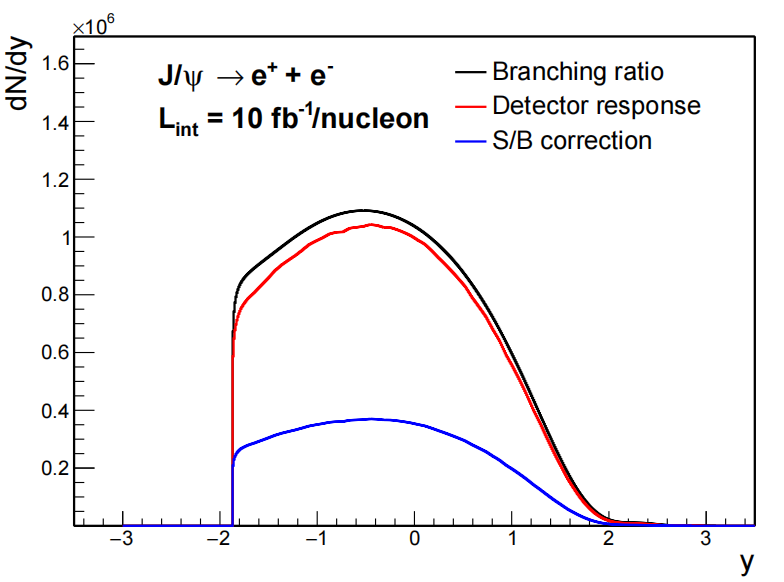 ×10⁶
dN/dy
1.6
1.4
1.2
1
0.8
0.6
0.4
0.2
J/ψ → e⁺ + e⁻
L_int = 10 fb⁻¹/nucleon
Branching ratio
Detector response
S/B correction
−3 −2 −1 0 1 2 3
y